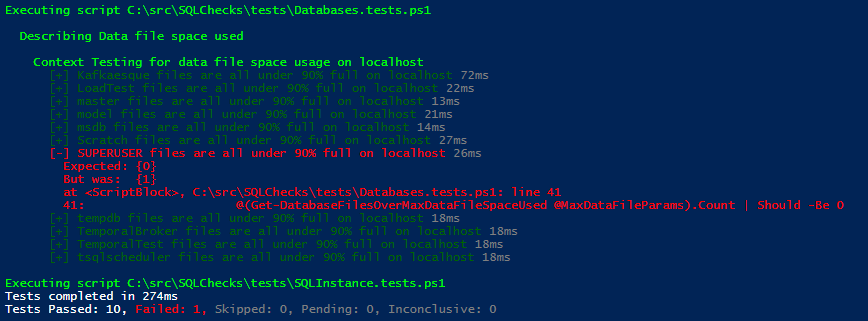 Executing script C:\src\SQLChecks\tests\Databases.tests.ps1
Describing Data file space used
Context Testing for data file space usage on localhost
[+] Kafkaesque files are all under 90% full on localhost 72ms
[+] LoadTest files are all under 90% full on localhost 22ms
[+] master files are all under 90% full on localhost 13ms
[+] model files are all under 90% full on localhost 21ms
[+] msdb files are all under 90% full on localhost 14ms
[+] Scratch files are all under 90% full on localhost 27ms
[-] SUPERUSER files are all under 90% full on localhost 26ms
Expected: {0}
But was:  {1}
at <ScriptBlock>, C:\src\SQLChecks\tests\Databases.tests.ps1: line 41
41:                     @(Get-DatabaseFilesOverMaxDataFileSpaceUsed @MaxDataFileParams).Count | Should -Be 0
[+] tempdb files are all under 90% full on localhost 18ms
[+] TemporalBroker files are all under 90% full on localhost 18ms
[+] TemporalTest files are all under 90% full on localhost 18ms
[+] tsqlscheduler files are all under 90% full on localhost 18ms
Executing script C:\src\SQLChecks\tests\SQLInstance.tests.ps1
Tests completed in 274ms
Tests Passed: 10, Failed: 1, Skipped: 0, Pending: 0, Inconclusive: 0